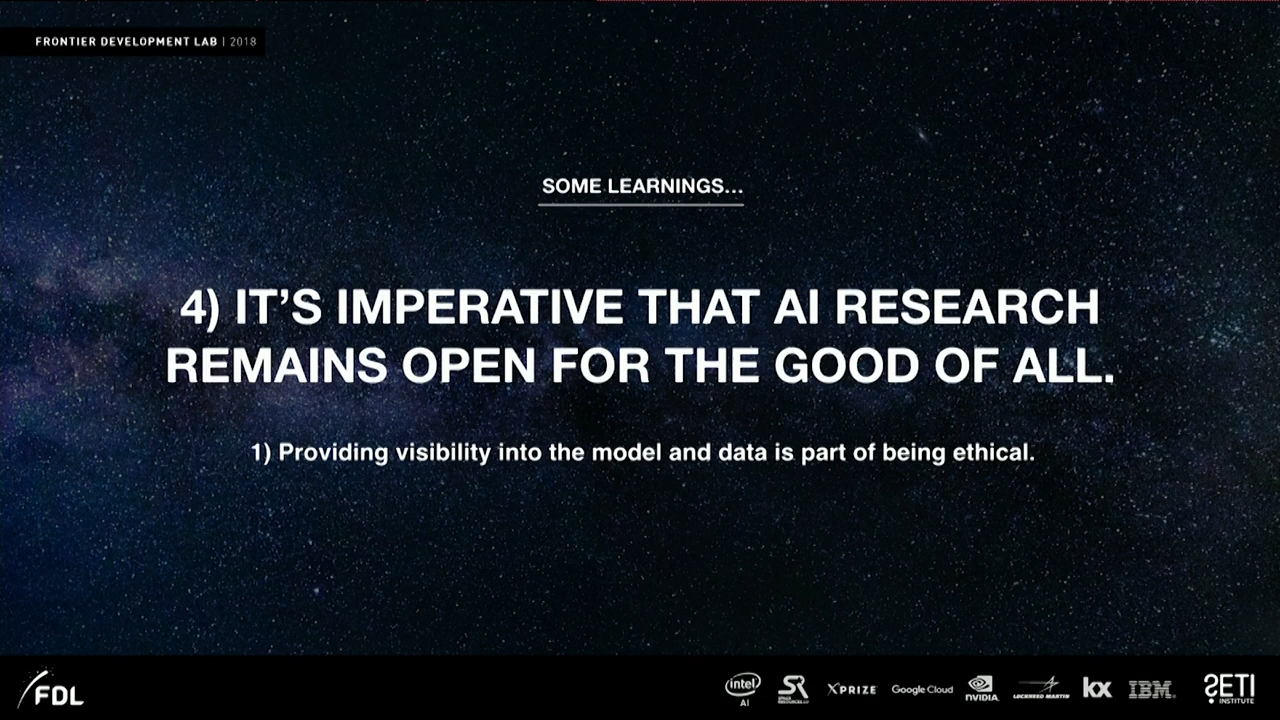 FRONTIER DEVELOPMENT LAB | 2018
SOME LEARNINGS...
4) IT'S IMPERATIVE THAT AI RESEARCH
REMAINS OPEN FOR THE GOOD OF ALL.
1) Providing visibility into the model and data is part of being ethical.
FDL
intel
AI
SR
XPRIZE
Google Cloud
NVIDIA
LOCKHEED MARTIN
kx
IBM
SETI
INSTITUTE